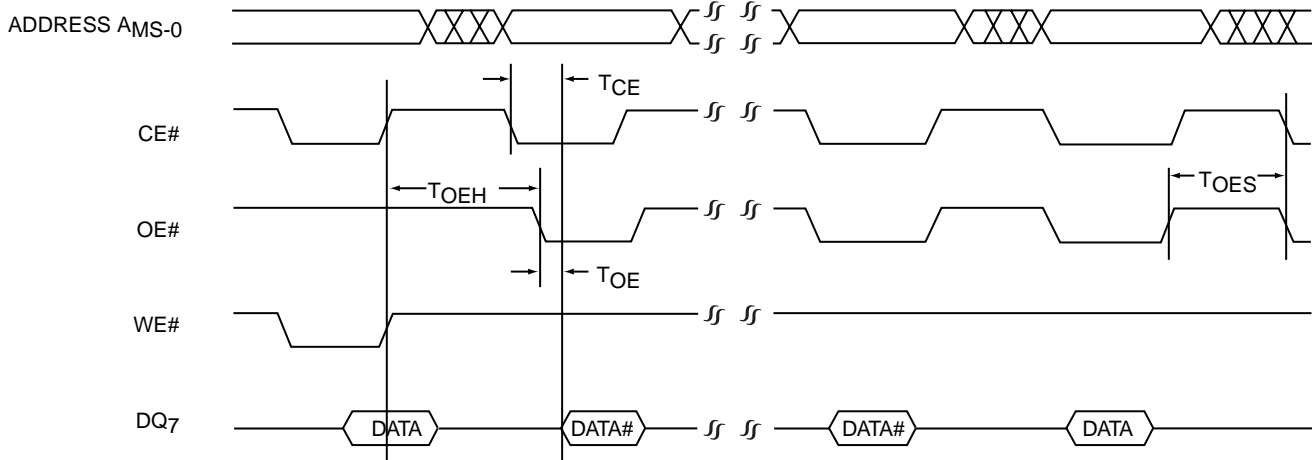 ADDRESS AMS-0
TCE
CE#
TOEH
TOES
OE#
TOE
WE#
DQ7
DATA
DATA#
DATA#
DATA